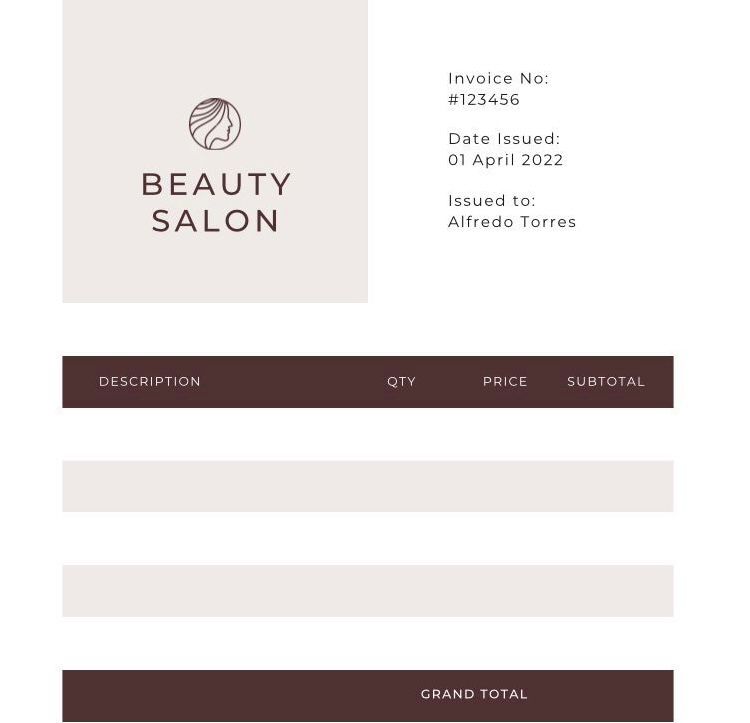 BEAUTY
SALON
Invoice No:
#123456
Date Issued:
01 April 2022
Issued to:
Alfredo Torres
DESCRIPTION QTY PRICE SUBTOTAL
GRAND TOTAL